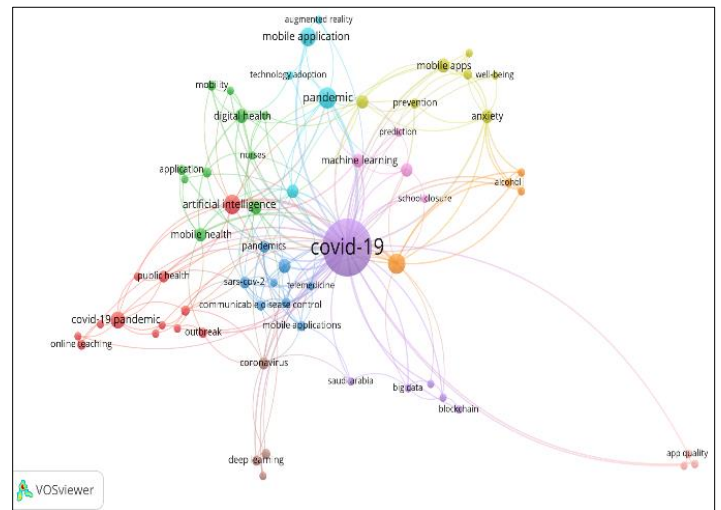 augmented reality
mobile application
mobile apps
technology adoption
well-being
mobility
pandemic
prevention
digital health
anxiety
prediction
nurses
machine learning
application
alcohol
school closure
artificial intelligence
mobile health
covid-19
pandemics
public health
sars-cov-2
telemedicine
communicable disease control
covid-19 pandemic
mobile applications
outbreak
online teaching
coronavirus
saudi arabia
big data
blockchain
app quality
deep learning
VOSviewer